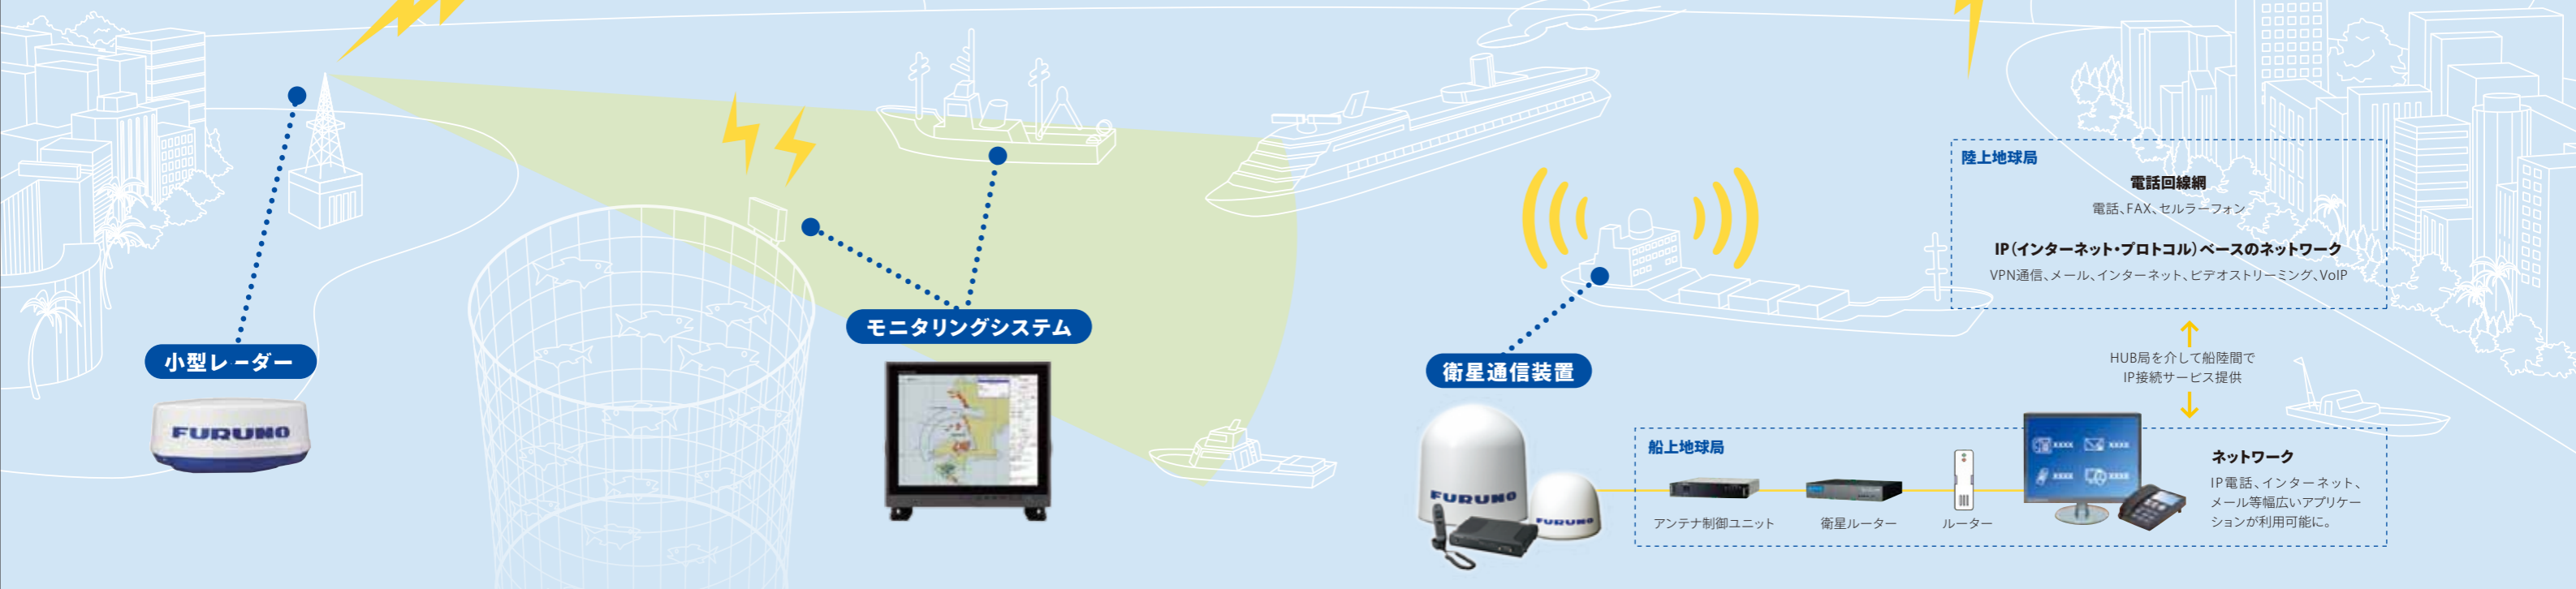 陸上地球局
電話回線網
電話、FAX、セルラーフォン
IP（インターネット・プロトコル）ベースのネットワーク
VPN通信、メール、インターネット、ビデオストリーミング、VoIP
モニタリングシステム
小型レーダー
FURUNO
衛星通信装置
FURUNO
FURUNO
HUB局を介して船陸間で
IP接続サービス提供
船上地球局
アンテナ制御ユニット
衛星ルーター
ルーター
XXXX
XXXX
XXXX
XXXX
ネットワーク
IP電話、インターネット、
メール等幅広いアプリケー
ションが利用可能に。